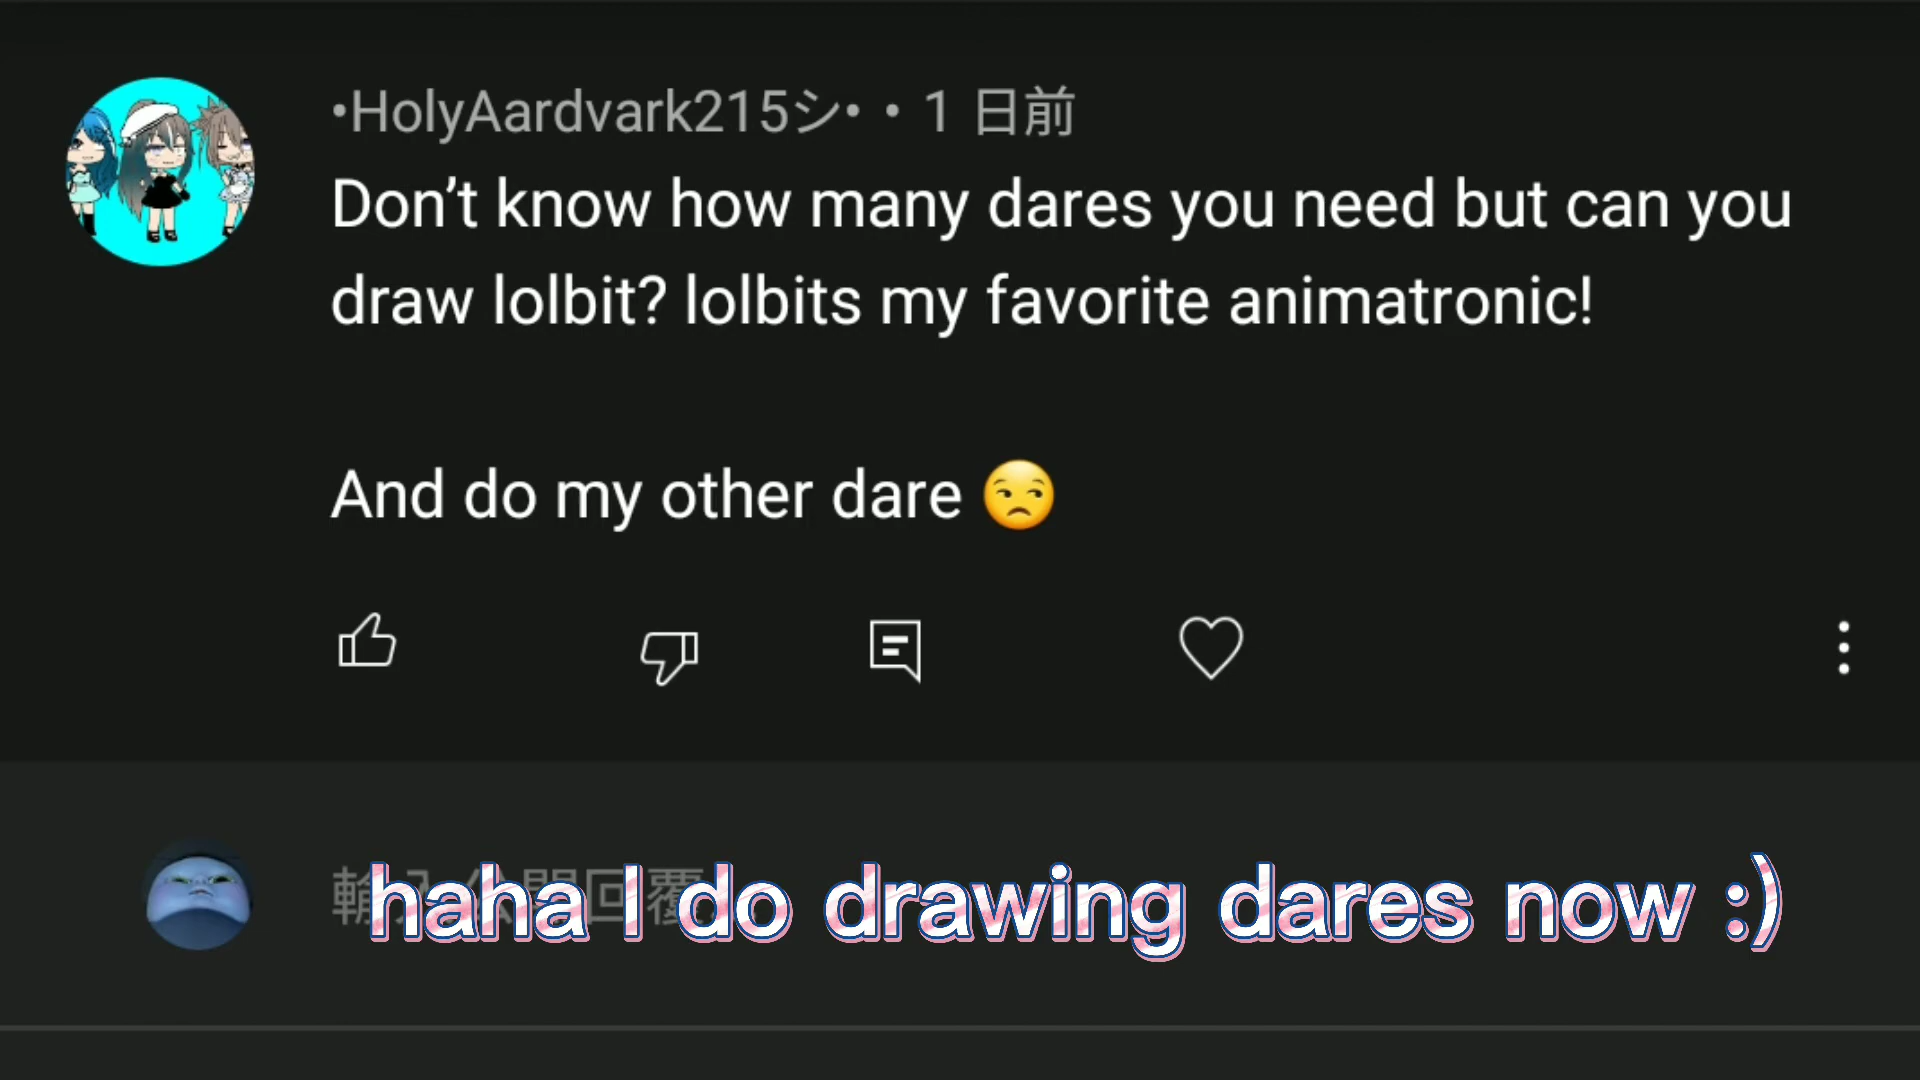 •HolyAardvark215シ• • 1 日前
Don’t know how many dares you need but can you
draw lolbit? lolbits my favorite animatronic!
And do my other dare 😒
haha I do drawing dares now :)